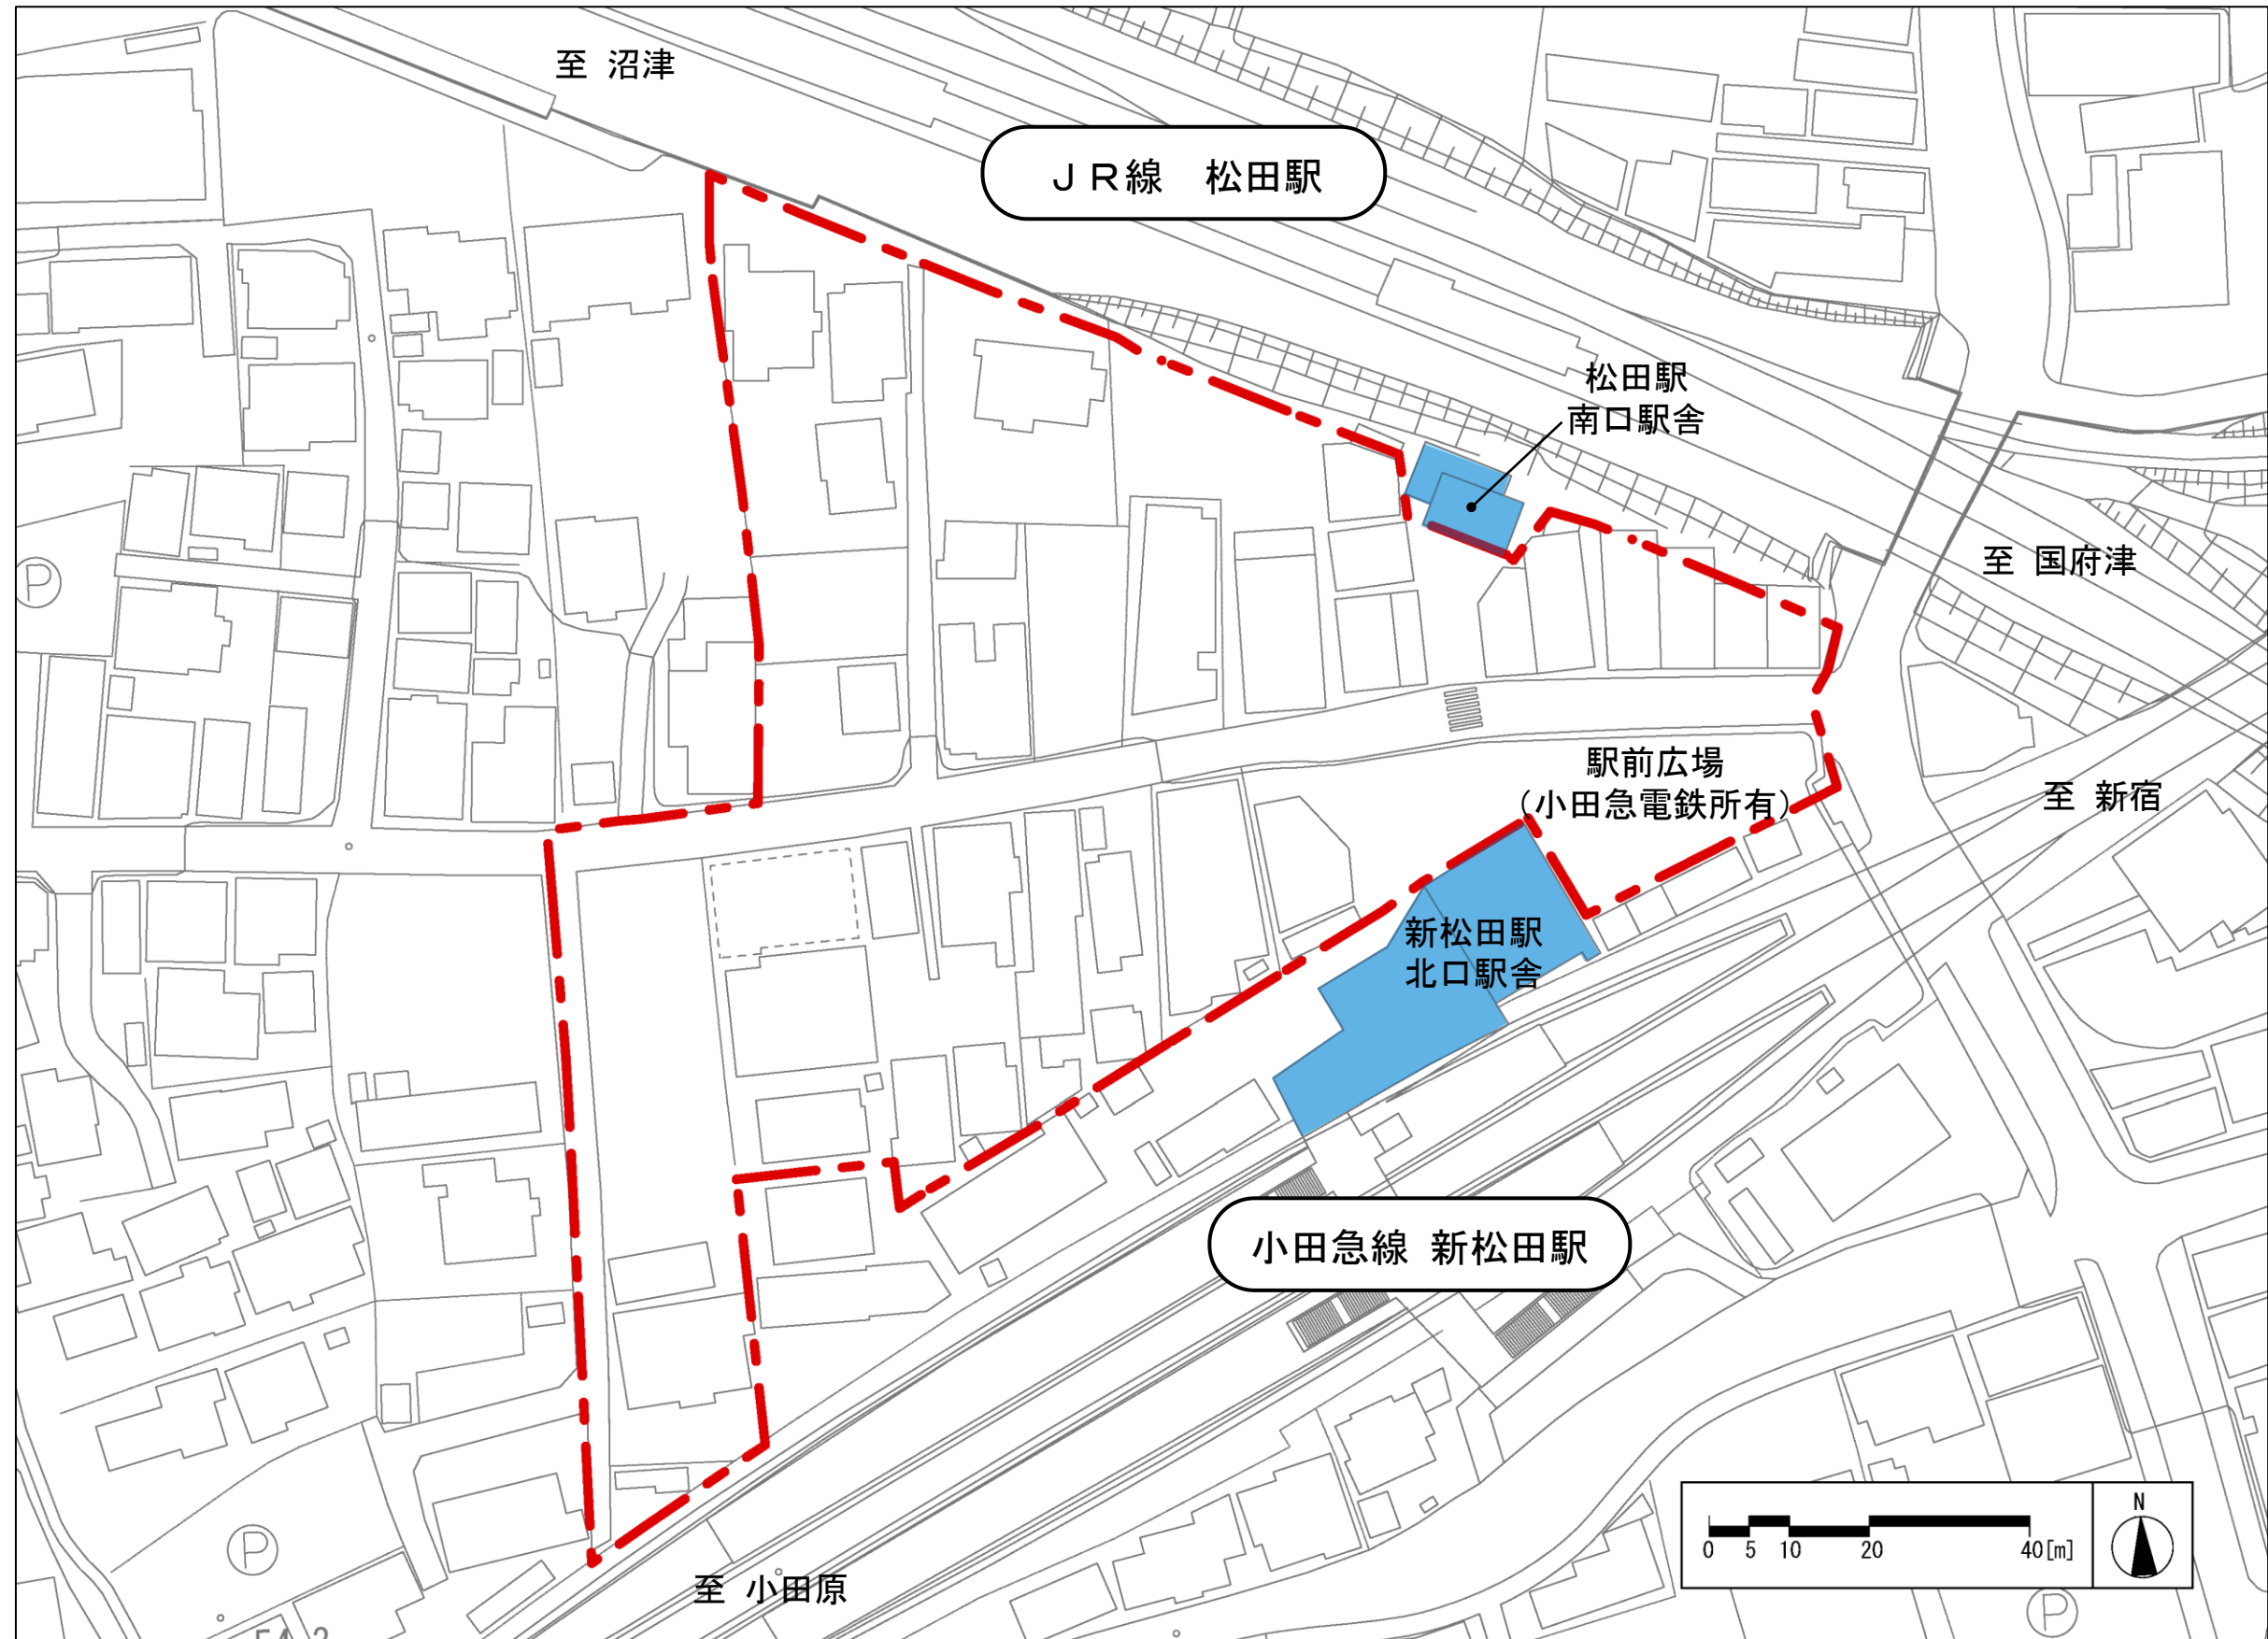 至 沼津
ＪＲ線 松田駅
松田駅
南口駅舎
至 国府津
駅前広場
（小田急電鉄所有）
至 新宿
新松田駅
北口駅舎
小田急線 新松田駅
至 小田原
P
P
P
0 5 10 20 40[m]
N